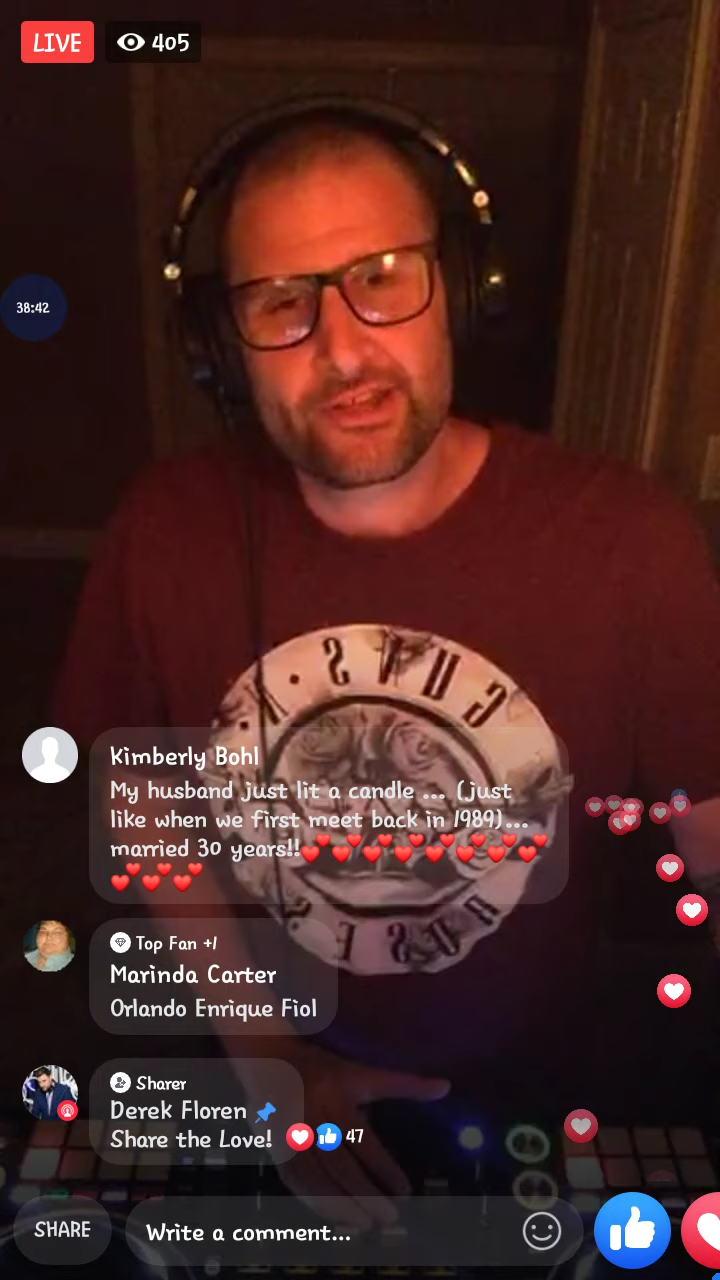 LIVE 405
38:42
GUNS N'
ROSES
Kimberly Bohl
My husband just lit a candle ... (just
like when we first meet back in 1989)...
married 30 years!!💕💕💕💕💕💕💕💕
💕💕💕
Top Fan +1
Marinda Carter
Orlando Enrique Fiol
Sharer
Derek Floren 📌
Share the Love! 47
SHARE Write a comment...